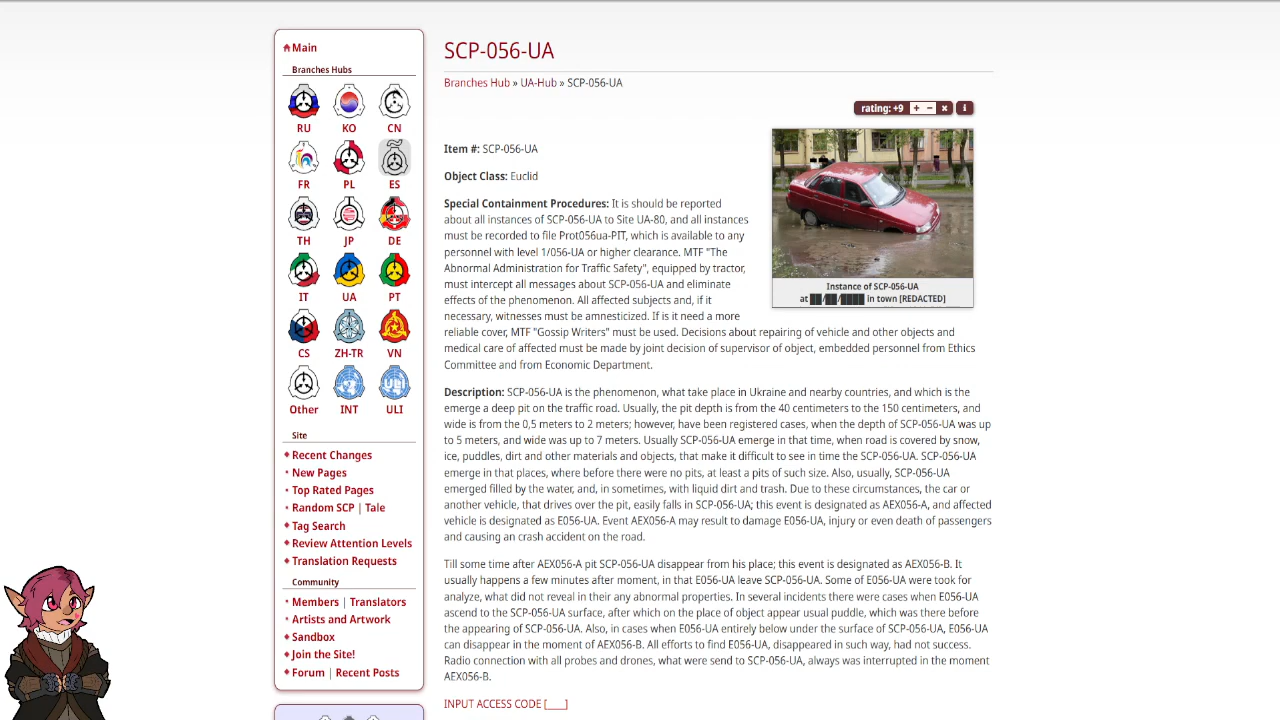 Main
Branches Hubs
RU KO CN
FR PL ES
TH JP DE
IT UA PT
CS ZH-TR VN
Other INT ULI
Site
Recent Changes
New Pages
Top Rated Pages
Random SCP | Tale
Tag Search
Review Attention Levels
Translation Requests
Community
Members | Translators
Artists and Artwork
Sandbox
Join the Site!
Forum | Recent Posts
SCP-056-UA
Branches Hub » UA-Hub » SCP-056-UA
rating: +9 + − x i
Item #: SCP-056-UA
Object Class: Euclid
Special Containment Procedures: It is should be reported
about all instances of SCP-056-UA to Site UA-80, and all instances
must be recorded to file Prot056ua-PIT, which is available to any
personnel with level 1/056-UA or higher clearance. MTF "The
Abnormal Administration for Traffic Safety", equipped by tractor,
must intercept all messages about SCP-056-UA and eliminate
effects of the phenomenon. All affected subjects and, if it
necessary, witnesses must be amnesticized. If is it need a more
reliable cover, MTF "Gossip Writers" must be used. Decisions about repairing of vehicle and other objects and
medical care of affected must be made by joint decision of supervisor of object, embedded personnel from Ethics
Committee and from Economic Department.
Instance of SCP-056-UA
at ██/██/████ in town [REDACTED]
Description: SCP-056-UA is the phenomenon, what take place in Ukraine and nearby countries, and which is the
emerge a deep pit on the traffic road. Usually, the pit depth is from the 40 centimeters to the 150 centimeters, and
wide is from the 0,5 meters to 2 meters; however, have been registered cases, when the depth of SCP-056-UA was up
to 5 meters, and wide was up to 7 meters. Usually SCP-056-UA emerge in that time, when road is covered by snow,
ice, puddles, dirt and other materials and objects, that make it difficult to see in time the SCP-056-UA. SCP-056-UA
emerge in that places, where before there were no pits, at least a pits of such size. Also, usually, SCP-056-UA
emerged filled by the water, and, in sometimes, with liquid dirt and trash. Due to these circumstances, the car or
another vehicle, that drives over the pit, easily falls in SCP-056-UA; this event is designated as AEX056-A, and affected
vehicle is designated as E056-UA. Event AEX056-A may result to damage E056-UA, injury or even death of passengers
and causing an crash accident on the road.
Till some time after AEX056-A pit SCP-056-UA disappear from his place; this event is designated as AEX056-B. It
usually happens a few minutes after moment, in that E056-UA leave SCP-056-UA. Some of E056-UA were took for
analyze, what did not reveal in their any abnormal properties. In several incidents there were cases when E056-UA
ascend to the SCP-056-UA surface, after which on the place of object appear usual puddle, which was there before
the appearing of SCP-056-UA. Also, in cases when E056-UA entirely below under the surface of SCP-056-UA, E056-UA
can disappear in the moment of AEX056-B. All efforts to find E056-UA, disappeared in such way, had not success.
Radio connection with all probes and drones, what were send to SCP-056-UA, always was interrupted in the moment
AEX056-B.
INPUT ACCESS CODE [____]